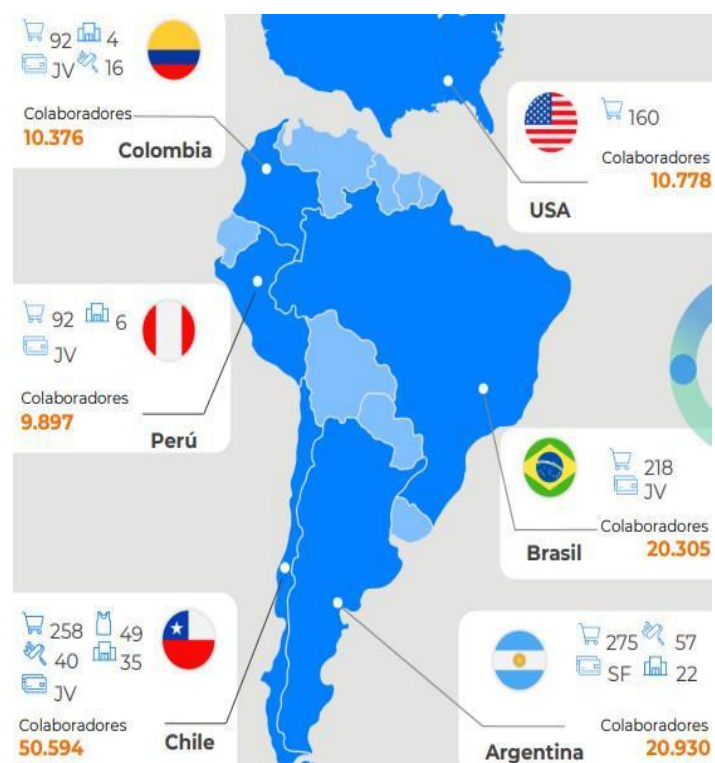 92 4
JV 16
Colaboradores
10.376
Colombia
160
Colaboradores
10.778
USA
92 6
JV
Colaboradores
9.897
Perú
218
JV
Colaboradores
20.305
Brasil
258 49
40 35
JV
Colaboradores
50.594
Chile
275 57
SF 22
Colaboradores
20.930
Argentina